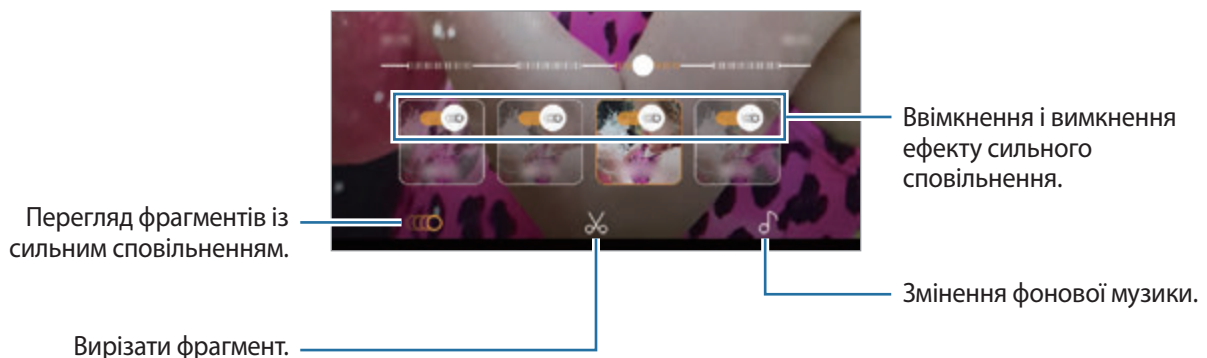 Ввімкнення і вимкнення
ефекту сильного
сповільнення.
Перегляд фрагментів із
сильним сповільненням.
Змінення фонової музики.
Вирізати фрагмент.